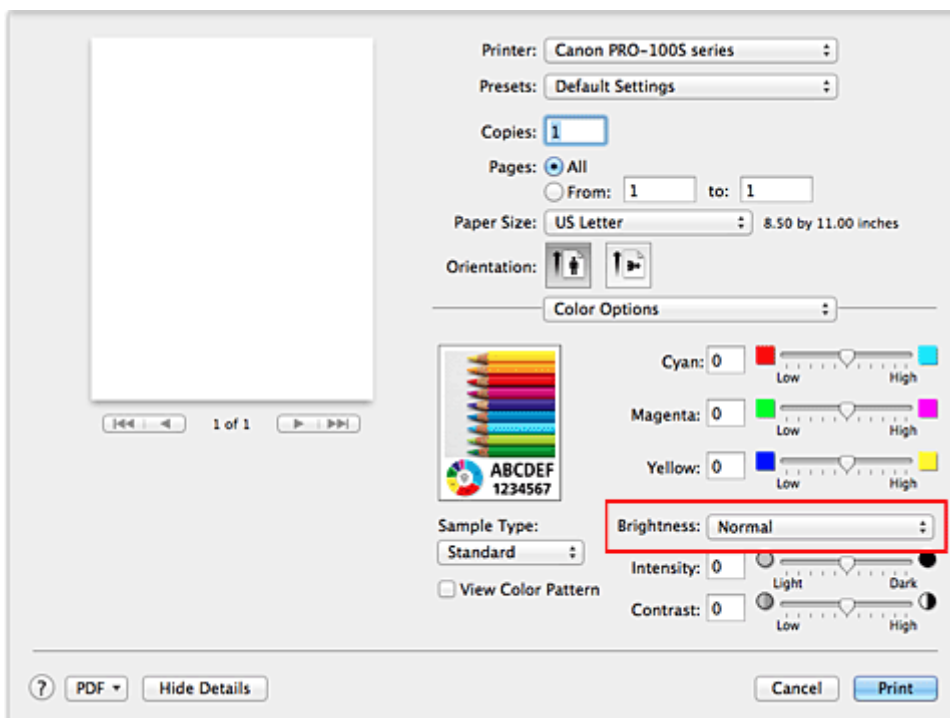 Printer: Canon PRO-100S series
Presets: Default Settings
Copies: 1
Pages: All
From: 1 to: 1
Paper Size: US Letter 8.50 by 11.00 inches
Orientation:
Color Options
Cyan: 0
Low High
Magenta: 0
Low High
Yellow: 0
Low High
ABCDEF
1234567
1 of 1
Sample Type:
Standard
View Color Pattern
Brightness: Normal
Intensity: 0
Light Dark
Contrast: 0
Low High
? PDF Hide Details Cancel Print